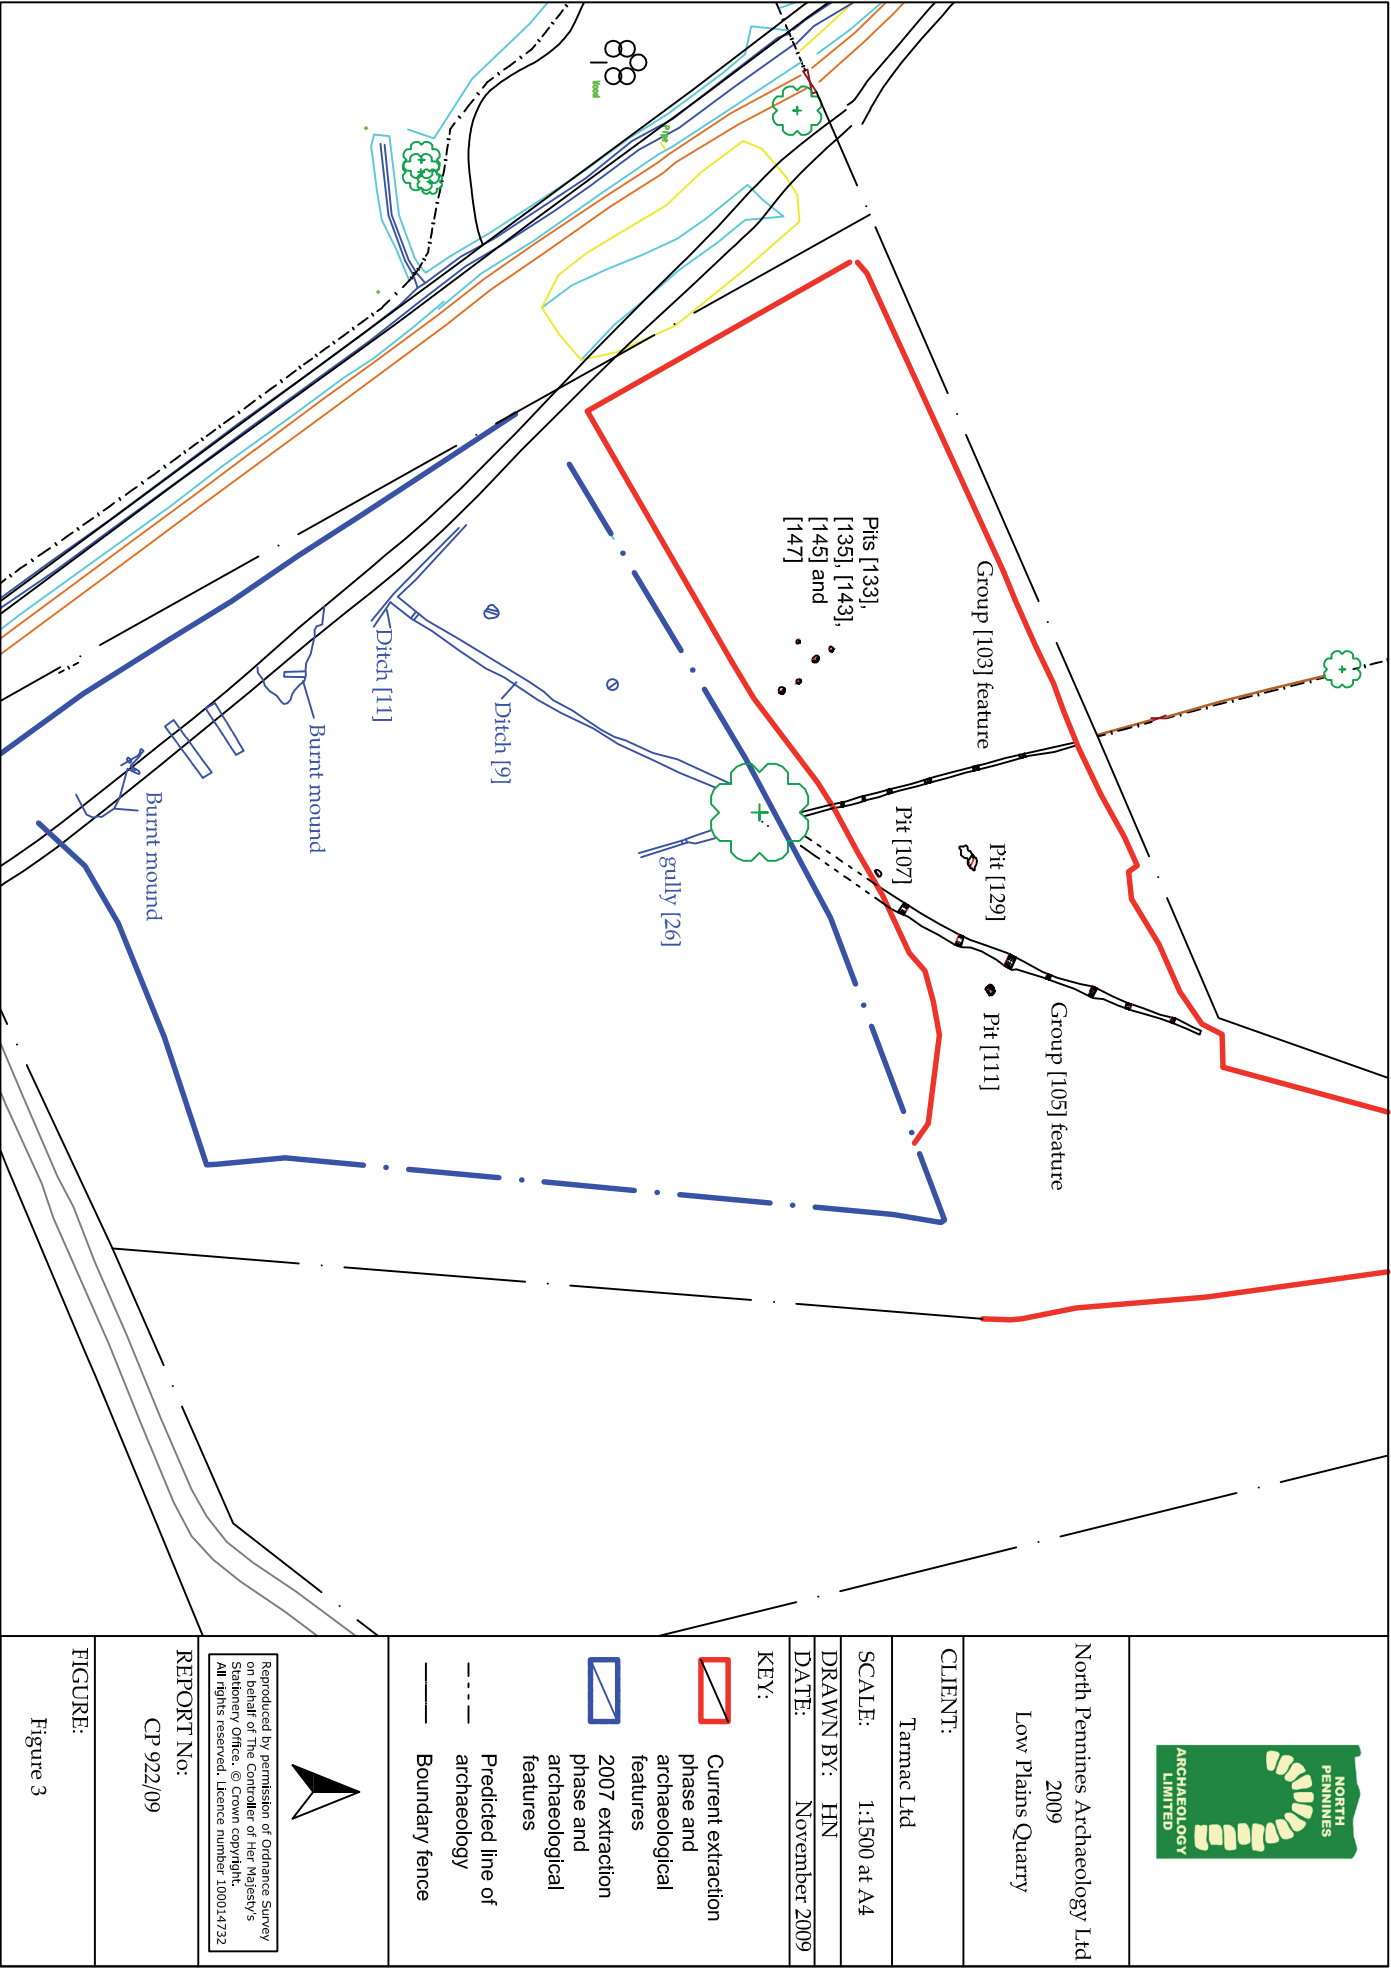 Wood
Pipe
Pits [133],
[135], [143],
[145] and
[147]
Group [103] feature
Pit [107]
Pit [129]
Pit [111]
Group [105] feature
Ditch [11]
Ditch [9]
gully [26]
Burnt mound
Burnt mound
NORTH
PENNINES
ARCHAEOLOGY
LIMITED
North Pennines Archaeology Ltd
2009
Low Plains Quarry
CLIENT:
Tarmac Ltd
SCALE: 1:1500 at A4
DRAWN BY: HN
DATE: November 2009
KEY:
Current extraction
phase and
archaeological
features
2007 extraction
phase and
archaeological
features
Predicted line of
archaeology
Boundary fence
Reproduced by permission of Ordnance Survey
on behalf of The Controller of Her Majesty's
Stationery Office. © Crown copyright.
All rights reserved. Licence number 100014732
REPORT No:
CP 922/09
FIGURE:
Figure 3